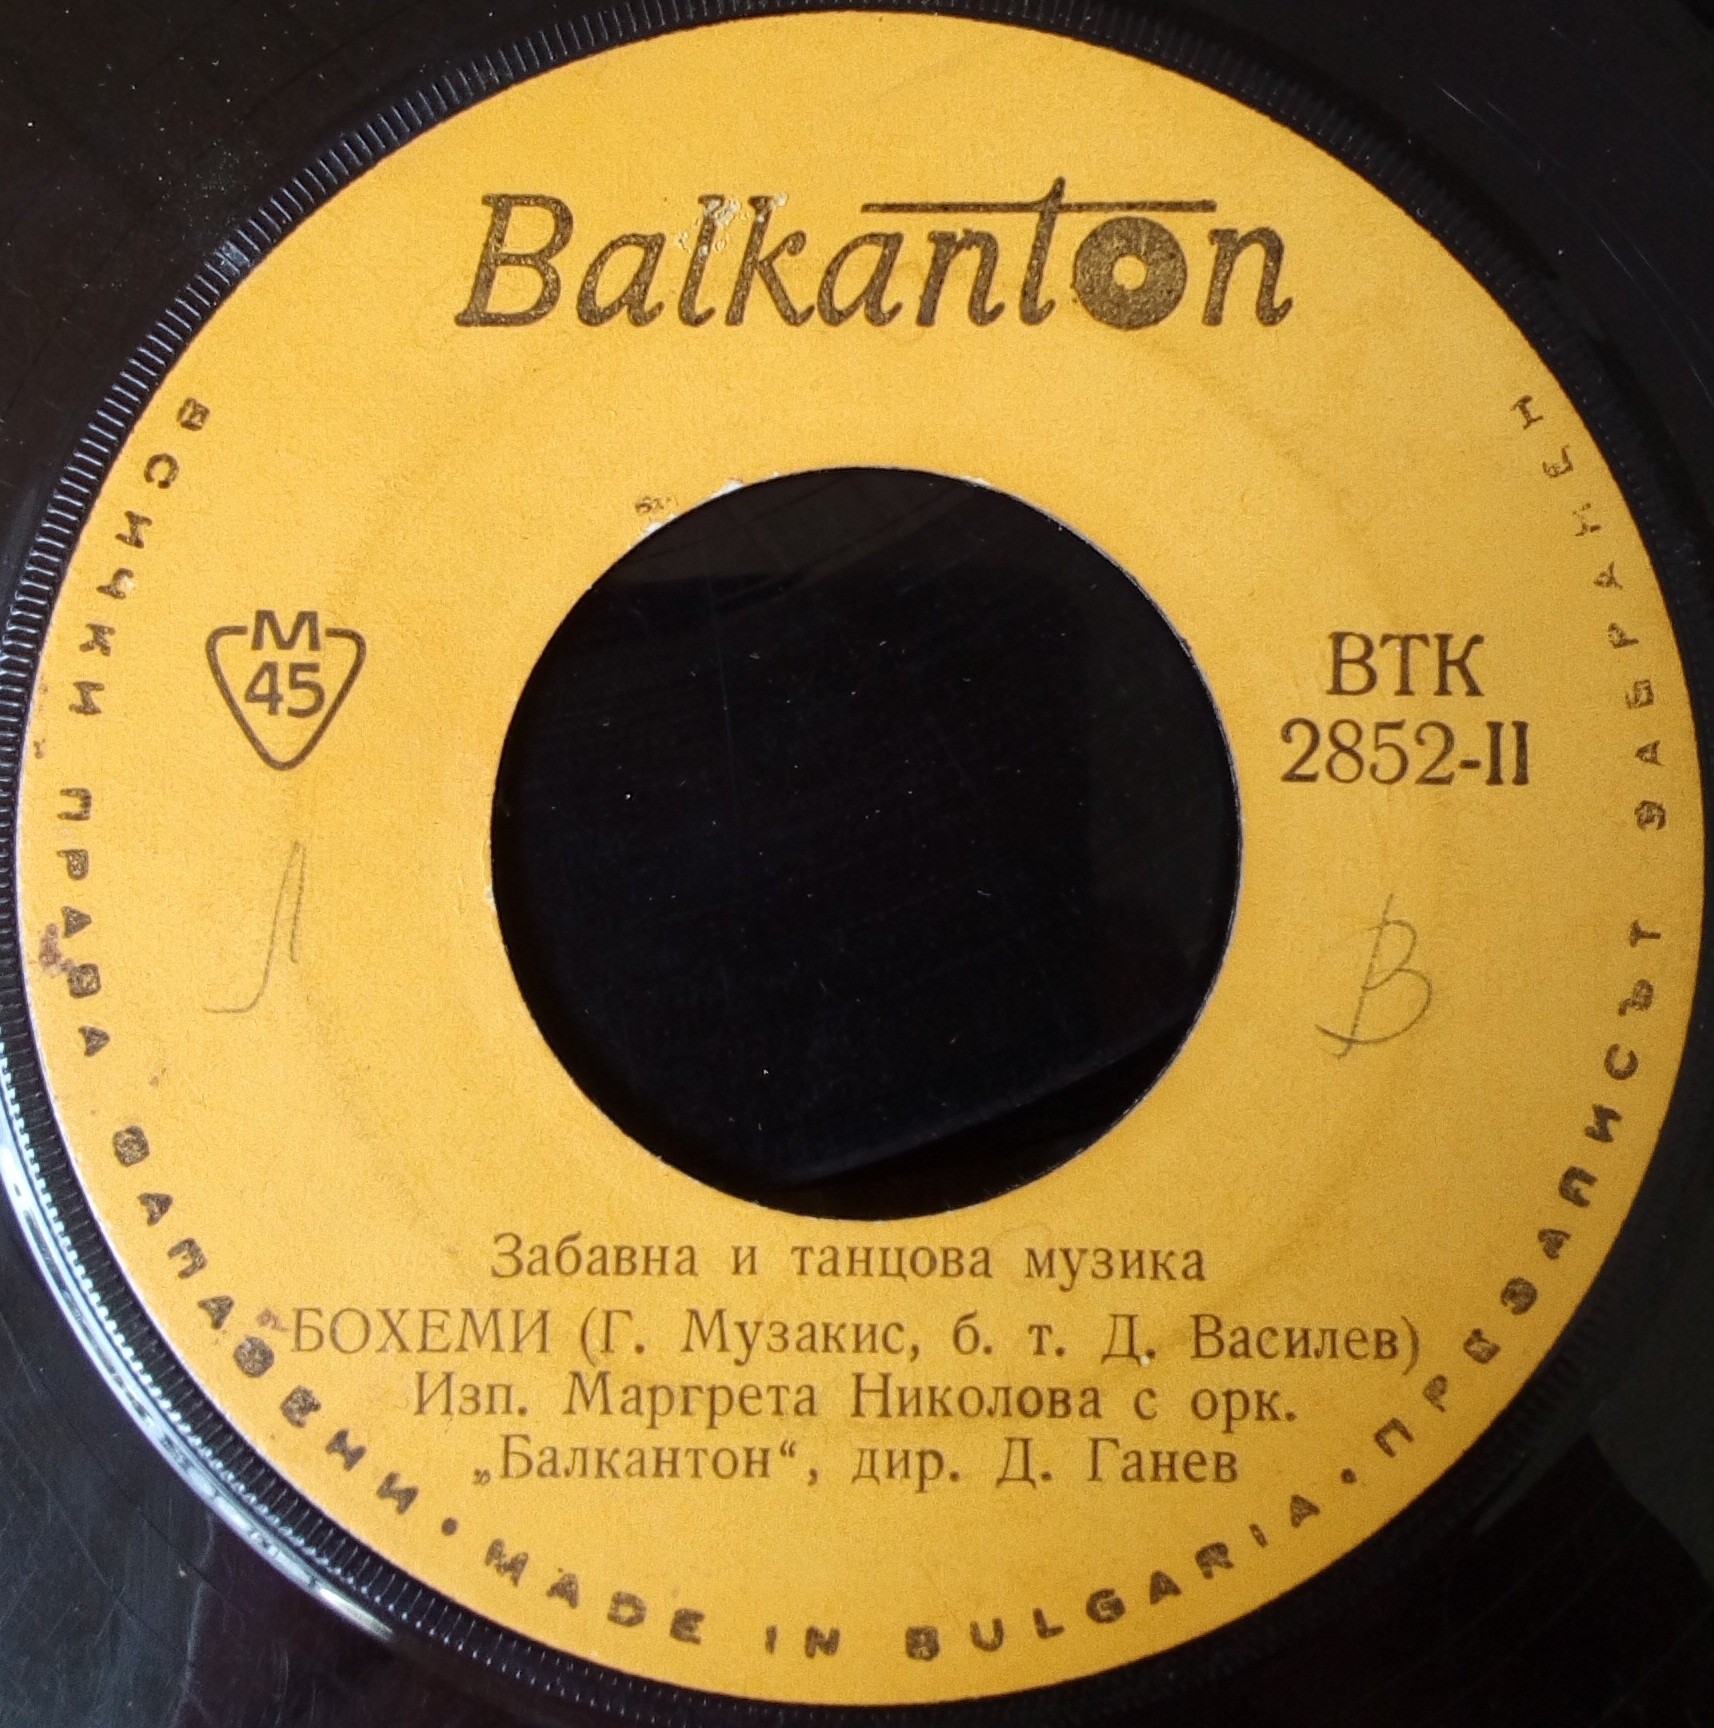 Balkanton
М
45
ВТК
2852-II
Л
В
Забавна и танцова музика
БОХЕМИ (Г. Музакис, б. т. Д. Василев)
Изп. Маргрета Николова с орк.
„Балкантон“, дир. Д. Ганев
ВСИЧКИ ПРАВА ЗАПАЗЕНИ • MADE IN BULGARIA • ПРЕЗАПИСЪТ ЗАБРАНЕН